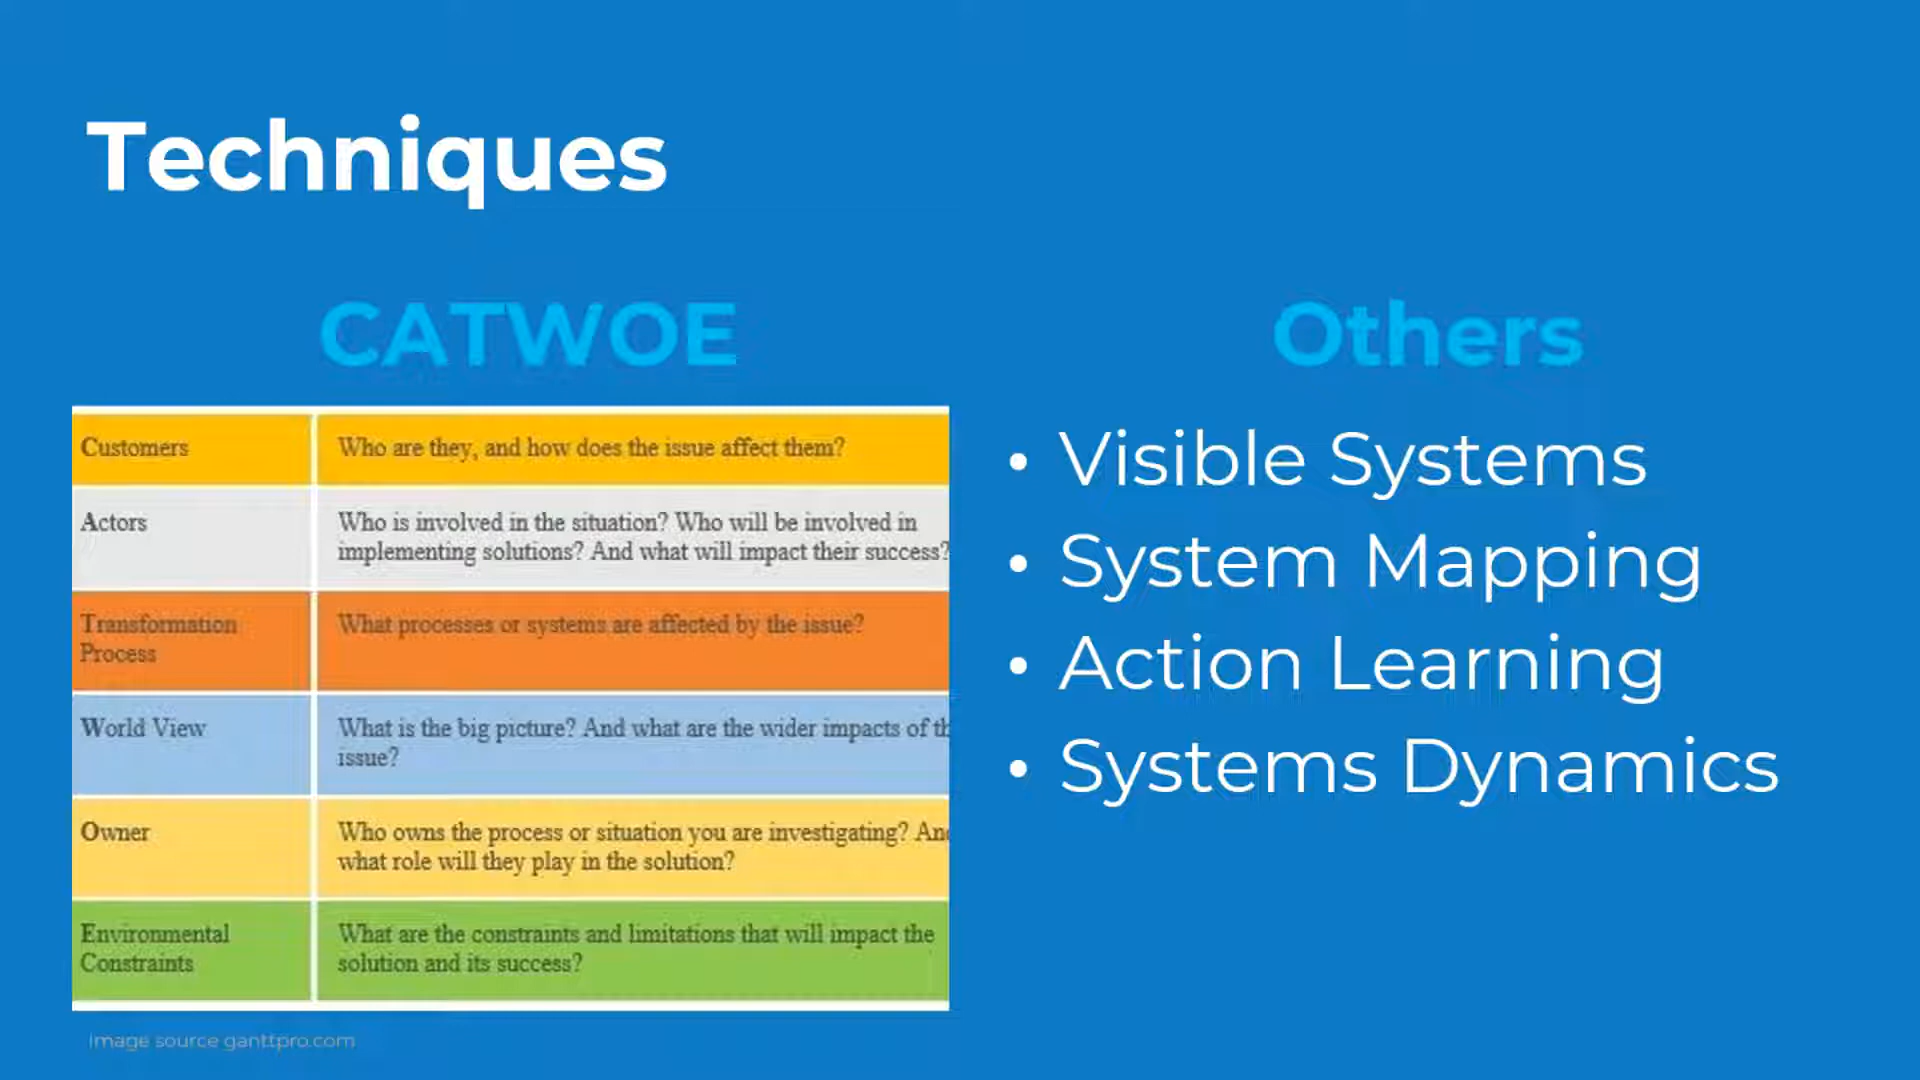 Techniques
CATWOE
Customers
Who are they, and how does the issue affect them?
Actors
Who is involved in the situation? Who will be involved in
implementing solutions? And what will impact their success?
Transformation
Process
What processes or systems are affected by the issue?
World View
What is the big picture? And what are the wider impacts of th
issue?
Owner
Who owns the process or situation you are investigating? An
what role will they play in the solution?
Environmental
Constraints
What are the constraints and limitations that will impact the
solution and its success?
Image source ganttpro.com
Others
• Visible Systems
• System Mapping
• Action Learning
• Systems Dynamics